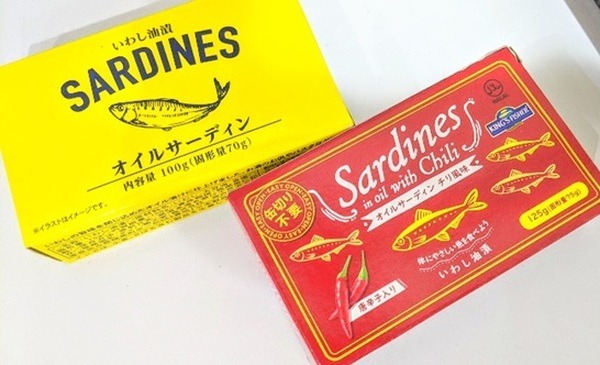 いわし油漬
SARDINES
オイルサーディン
内容量 100g(固形量70g)
※イラストはイメージです。
HALAL
KING'S FISHER
Sardines
in oil with Chili
オイルサーディン チリ風味
OPEN EASY OPEN EASY
缶切り
不要
125g(固形量75g)
体にやさしい魚を食べよう
いわし油漬
唐辛子入り